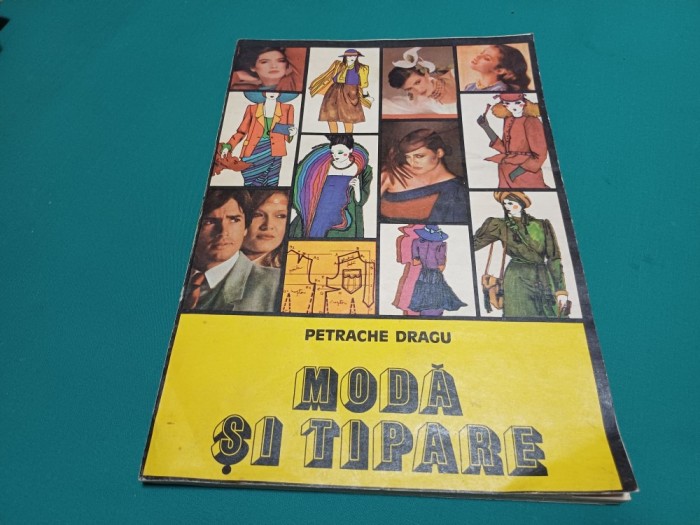 PETRACHE DRAGU
MODĂ
ȘI TIPARE